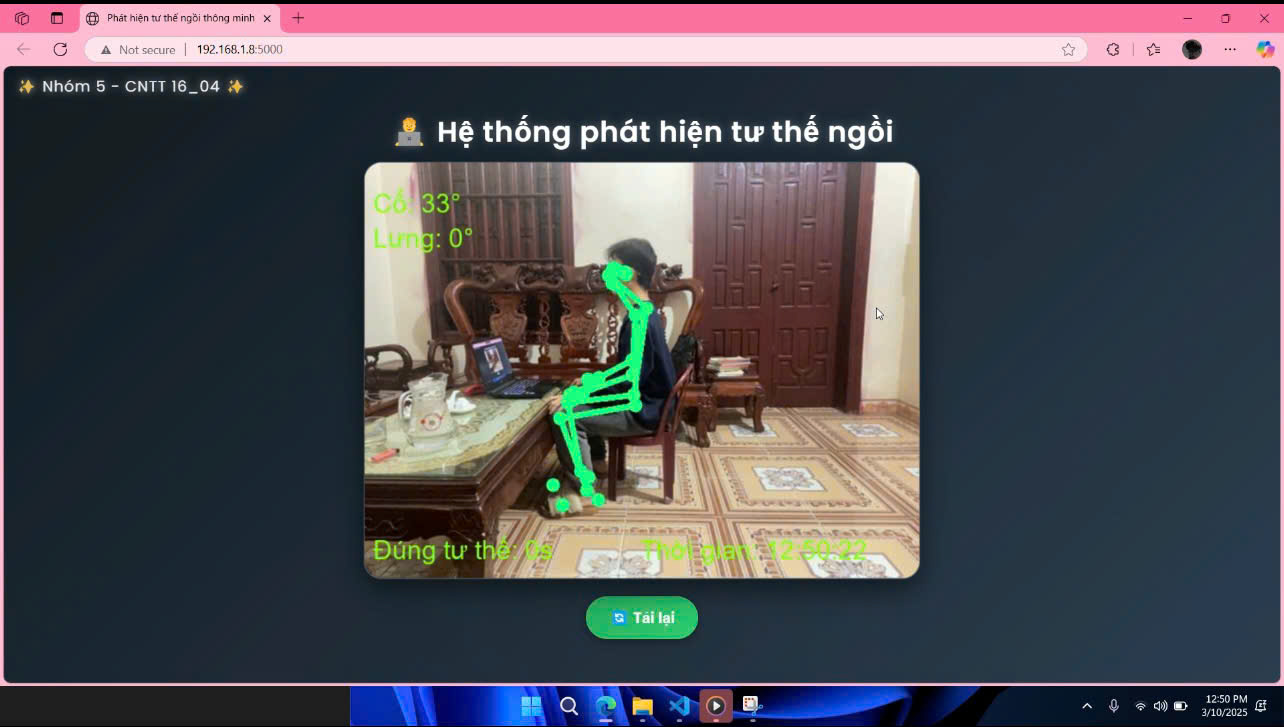 Phát hiện tư thế ngồi thông minh
Not secure
192.168.1.8:5000
✨ Nhóm 5 - CNTT 16_04 ✨
Hệ thống phát hiện tư thế ngồi
Cổ: 33°
Lưng: 0°
Đúng tư thế: 0s
Thời gian: 12:50:22
Tải lại
12:50 PM
3/10/2025